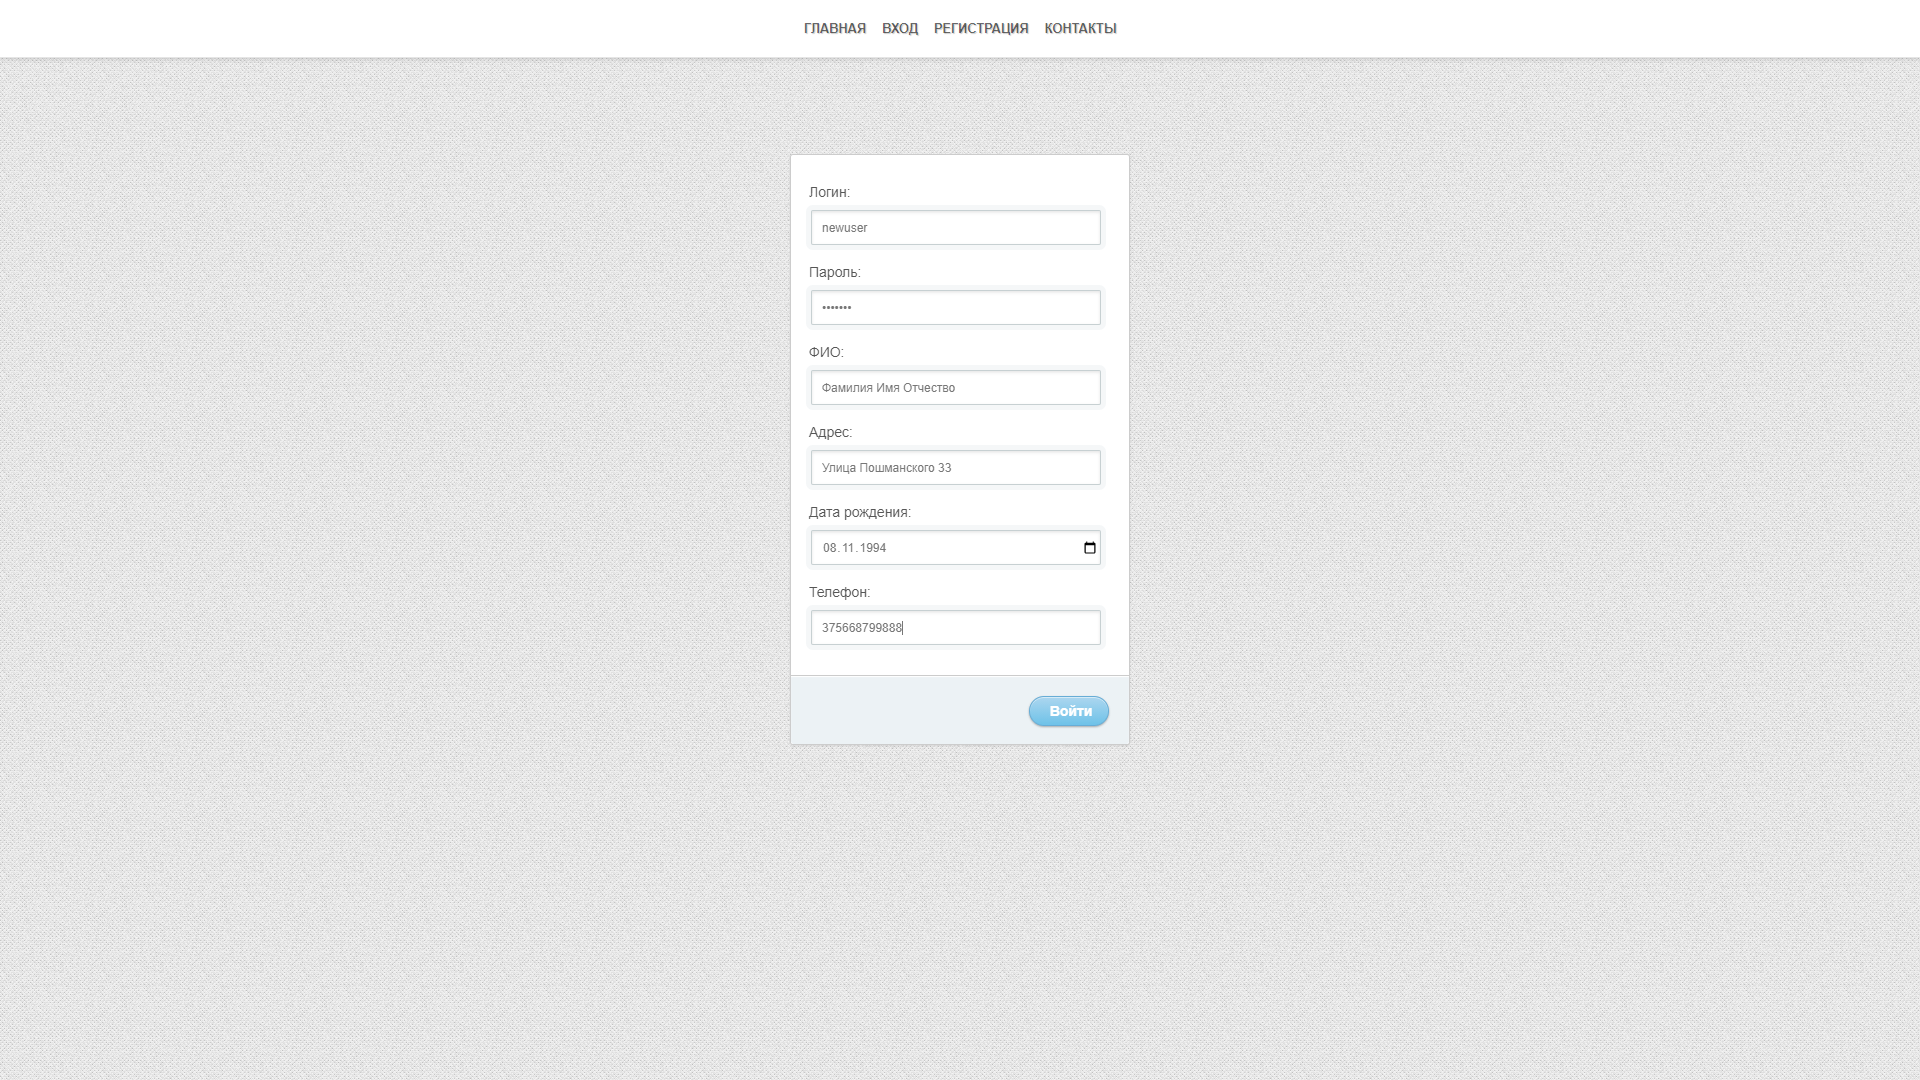 ГЛАВНАЯ ВХОД РЕГИСТРАЦИЯ КОНТАКТЫ
Логин:
newuser
Пароль:
•••••••
ФИО:
Фамилия Имя Отчество
Адрес:
Улица Пошманского 33
Дата рождения:
08.11.1994
Телефон:
375668799888
Войти